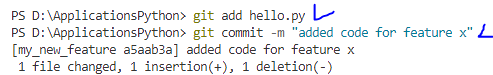 PS D:\ApplicationsPython> git add hello.py
PS D:\ApplicationsPython> git commit -m "added code for feature x"
[my_new_feature a5aab3a] added code for feature x
1 file changed, 1 insertion(+), 1 deletion(-)